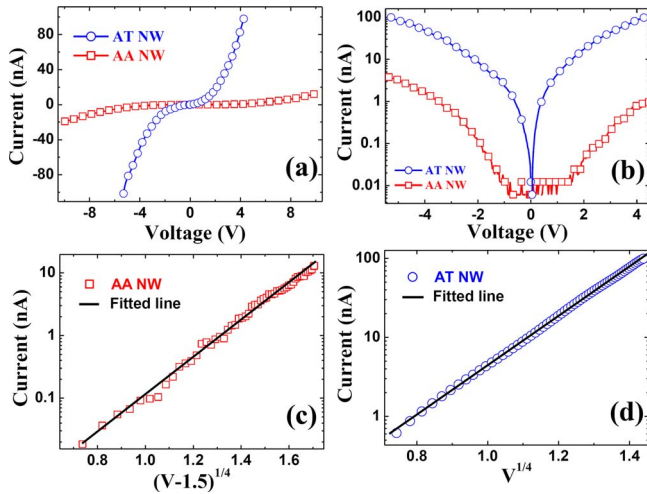 80
40
0
-40
-80
-8
-4
0
4
8
Current (nA)
Voltage (V)
AT NW
AA NW
(a)
100
10
1
0.1
0.01
-4
-2
0
2
4
Current (nA)
Voltage (V)
AT NW
AA NW
(b)
10
1
0.1
0.8
1.0
1.2
1.4
1.6
Current (nA)
(V-1.5)^1/4
AA NW
Fitted line
(c)
100
10
1
0.8
1.0
1.2
1.4
Current (nA)
V^1/4
AT NW
Fitted line
(d)